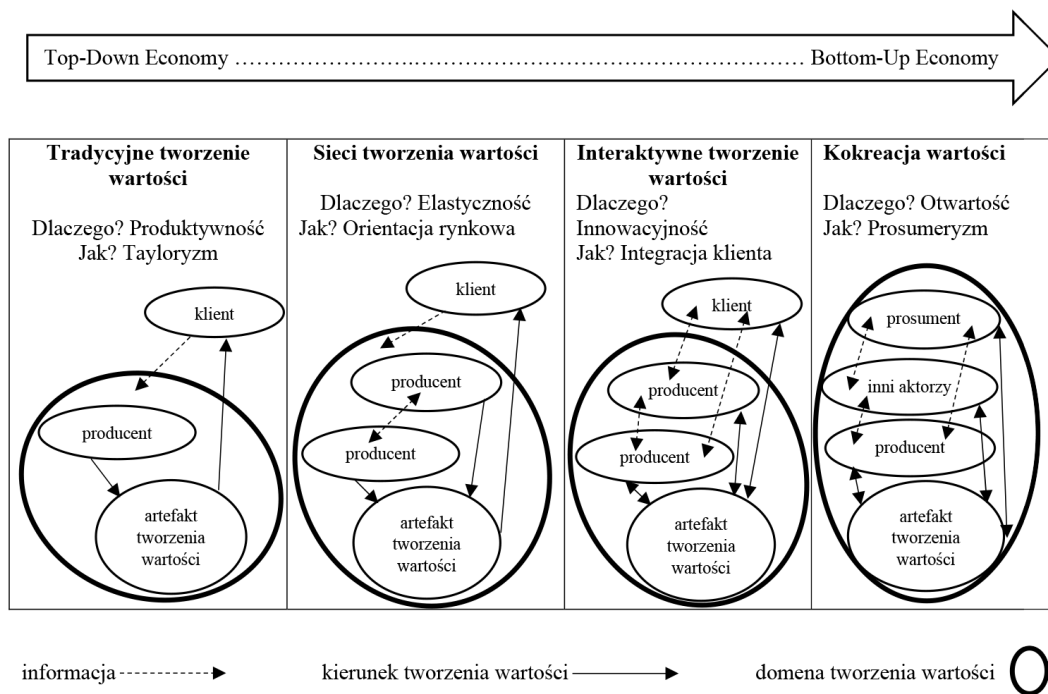 Top-Down Economy ……………………..…………………………………………… Bottom-Up Economy
Tradycyjne tworzenie
wartości
Dlaczego? Produktywność
Jak? Tayloryzm
klient
producent
artefakt
tworzenia
wartości
Sieci tworzenia wartości
Dlaczego? Elastyczność
Jak? Orientacja rynkowa
klient
producent
producent
artefakt
tworzenia
wartości
Interaktywne tworzenie
wartości
Dlaczego?
Innowacyjność
Jak? Integracja klienta
klient
producent
producent
artefakt
tworzenia
wartości
Kokreacja wartości
Dlaczego? Otwartość
Jak? Prosumeryzm
prosument
inni aktorzy
producent
artefakt
tworzenia
wartości
informacja
kierunek tworzenia wartości
domena tworzenia wartości